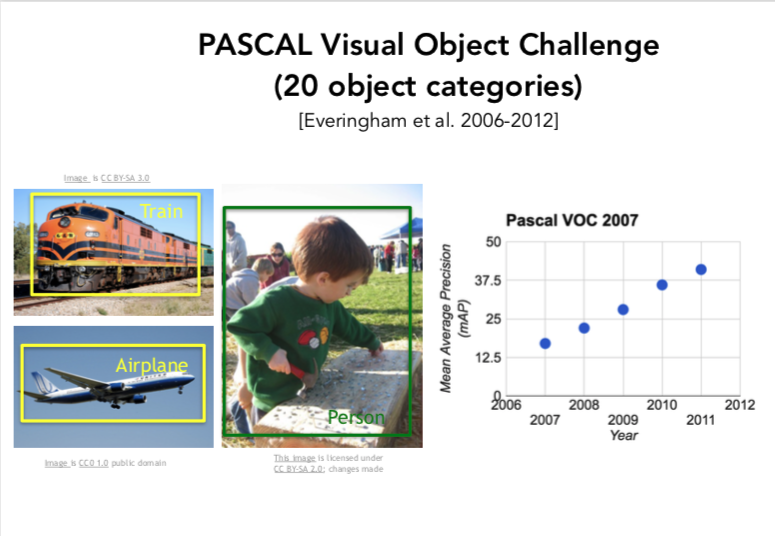 PASCAL Visual Object Challenge
(20 object categories)
[Everingham et al. 2006-2012]
Image is CC BY-SA 3.0
Train
Airplane
Image is CC0 1.0 public domain
Person
This image is licensed under
CC BY-SA 2.0; changes made
Pascal VOC 2007
Mean Average Precision
(mAP)
50
37.5
25
12.5
0
2006 2008 2010 2012
2007 2009 2011
Year